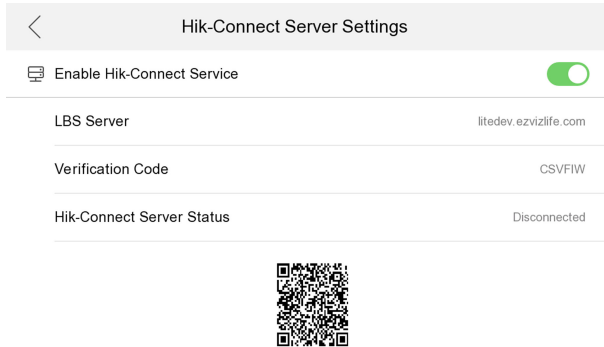 Hik-Connect Server Settings
Enable Hik-Connect Service
LBS Server litedev.ezvizlife.com
Verification Code CSVFIW
Hik-Connect Server Status Disconnected